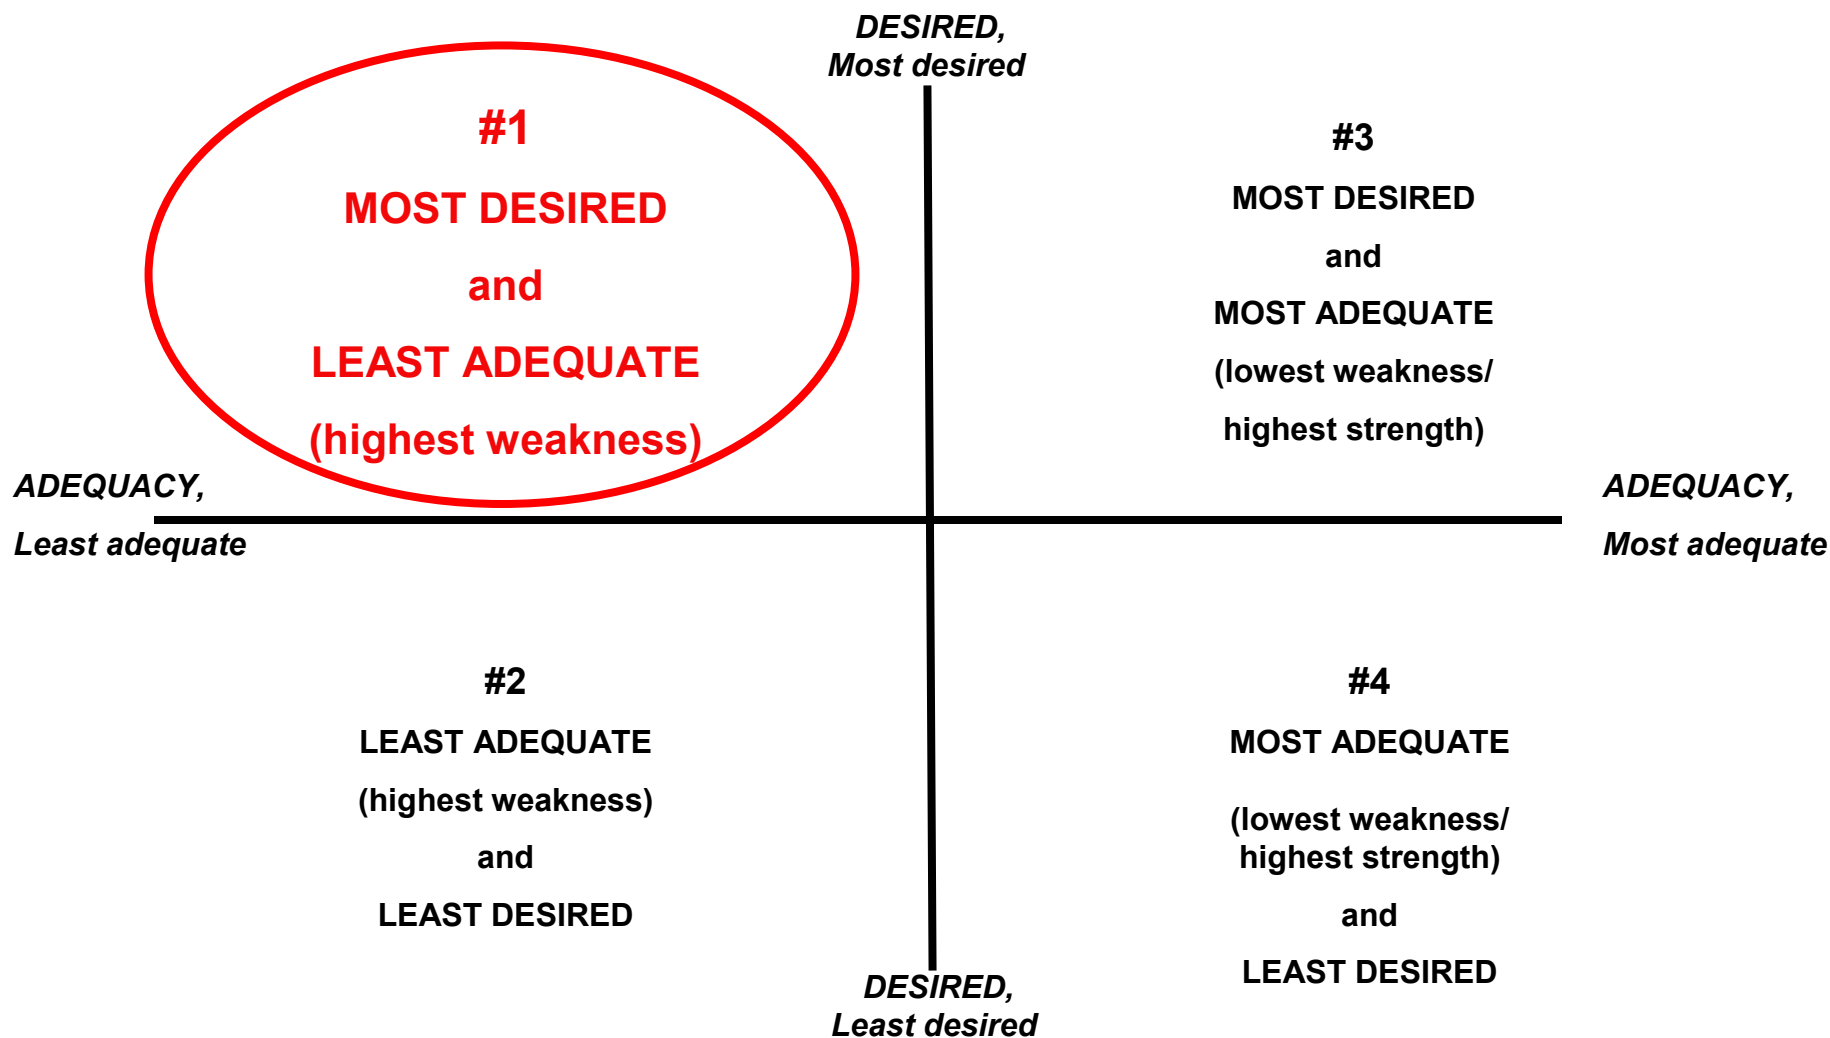 DESIRED,
Most desired
#1
MOST DESIRED
and
LEAST ADEQUATE
(highest weakness)
#3
MOST DESIRED
and
MOST ADEQUATE
(lowest weakness/
highest strength)
ADEQUACY,
Least adequate
ADEQUACY,
Most adequate
#2
LEAST ADEQUATE
(highest weakness)
and
LEAST DESIRED
#4
MOST ADEQUATE
(lowest weakness/
highest strength)
and
LEAST DESIRED
DESIRED,
Least desired